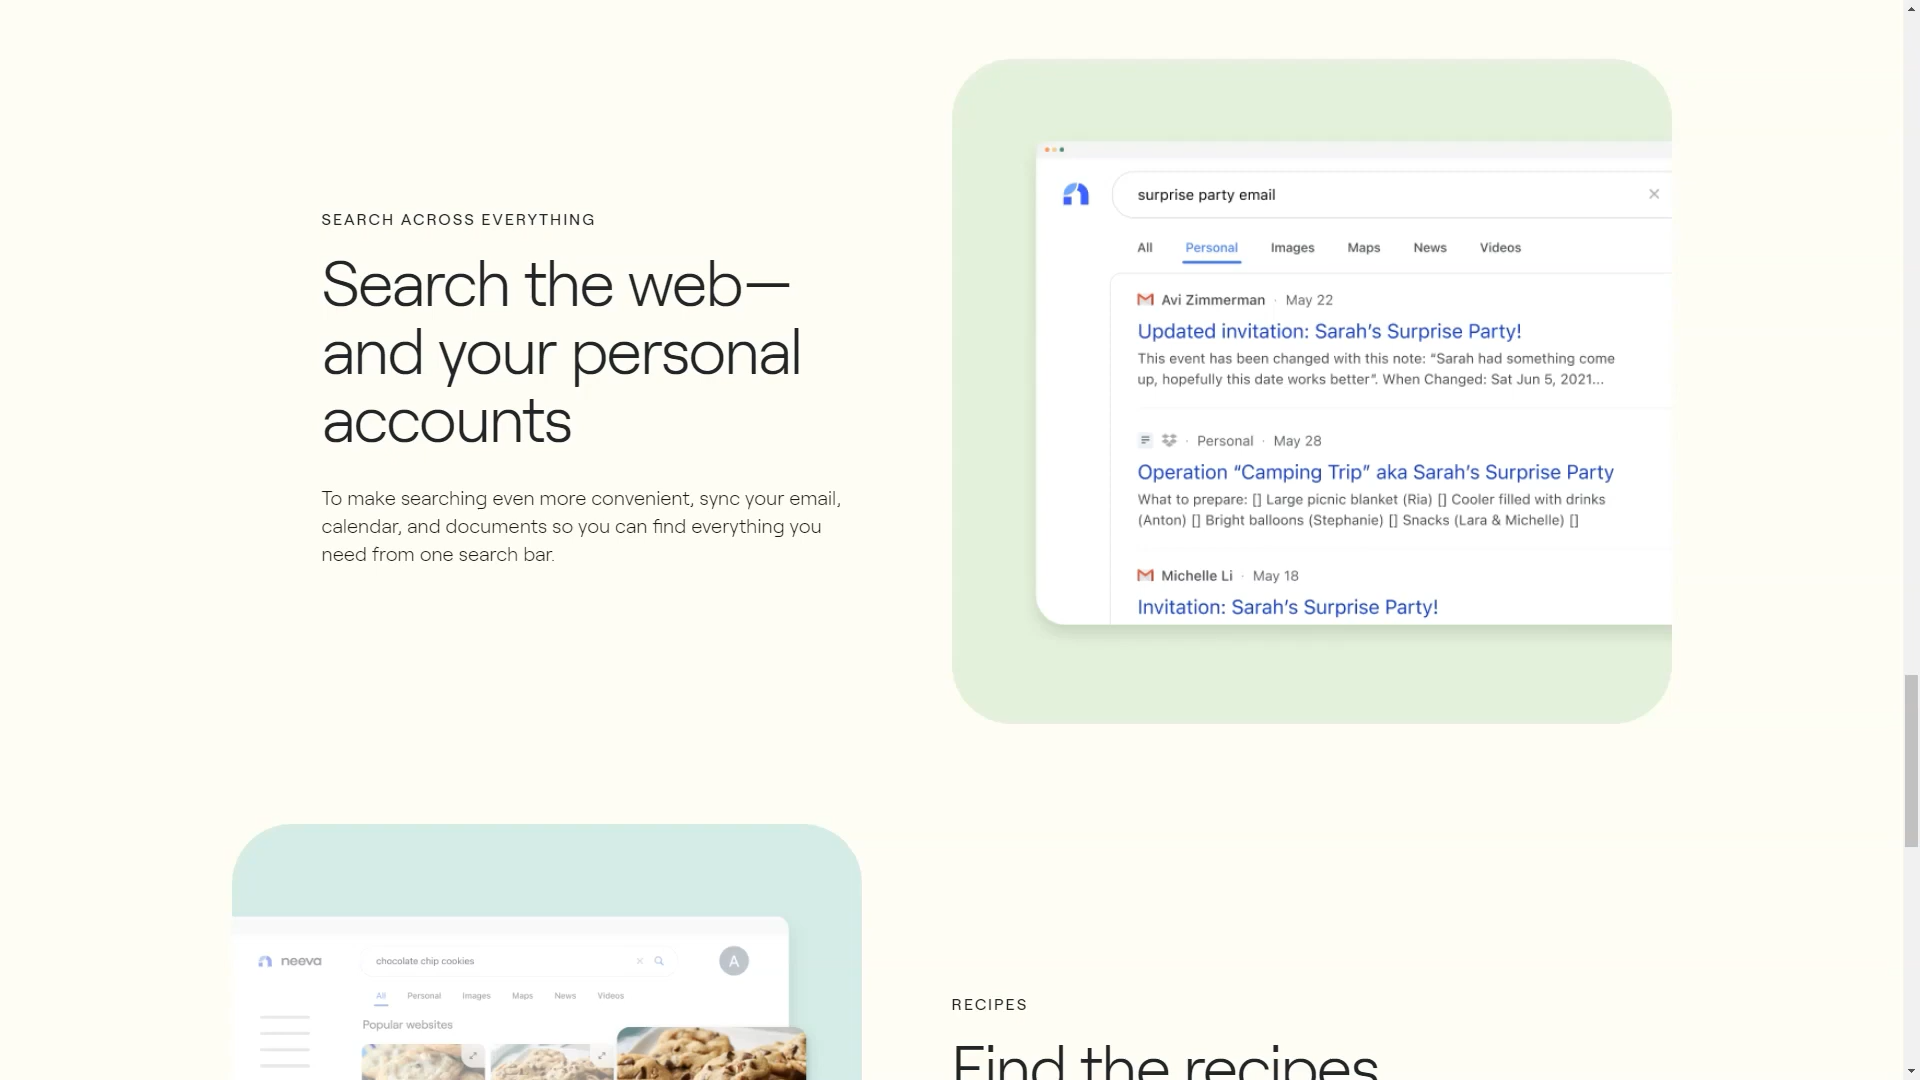 SEARCH ACROSS EVERYTHING
Search the web—
and your personal
accounts
To make searching even more convenient, sync your email,
calendar, and documents so you can find everything you
need from one search bar.
surprise party email
All Personal Images Maps News Videos
Avi Zimmerman · May 22
Updated invitation: Sarah’s Surprise Party!
This event has been changed with this note: “Sarah had something come
up, hopefully this date works better”. When Changed: Sat Jun 5, 2021...
· Personal · May 28
Operation “Camping Trip” aka Sarah’s Surprise Party
What to prepare: [] Large picnic blanket (Ria) [] Cooler filled with drinks
(Anton) [] Bright balloons (Stephanie) [] Snacks (Lara & Michelle) []
Michelle Li · May 18
Invitation: Sarah’s Surprise Party!
neeva
chocolate chip cookies
A
All Personal Images Maps News Videos
Popular websites
RECIPES
Find the recipes